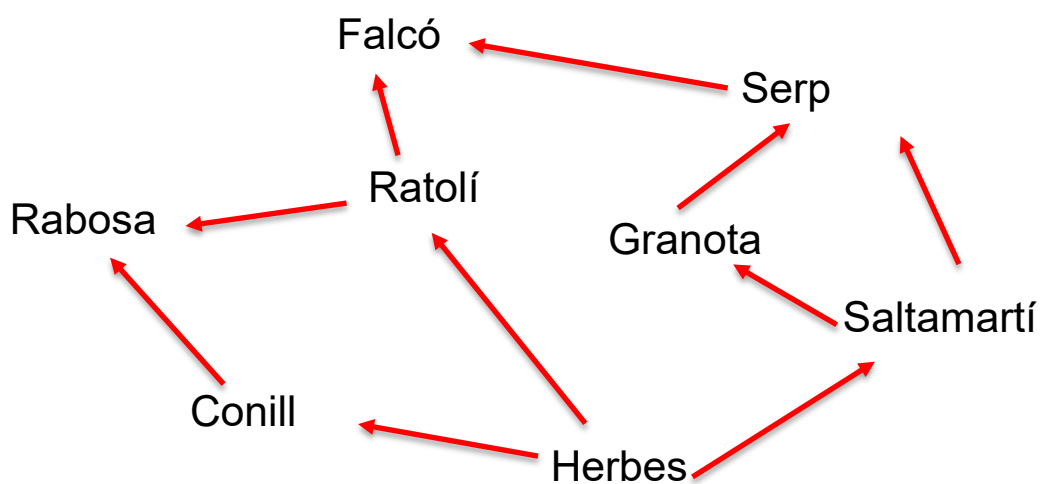 Falcó
Serp
Ratolí
Rabosa
Granota
Saltamartí
Conill
Herbes